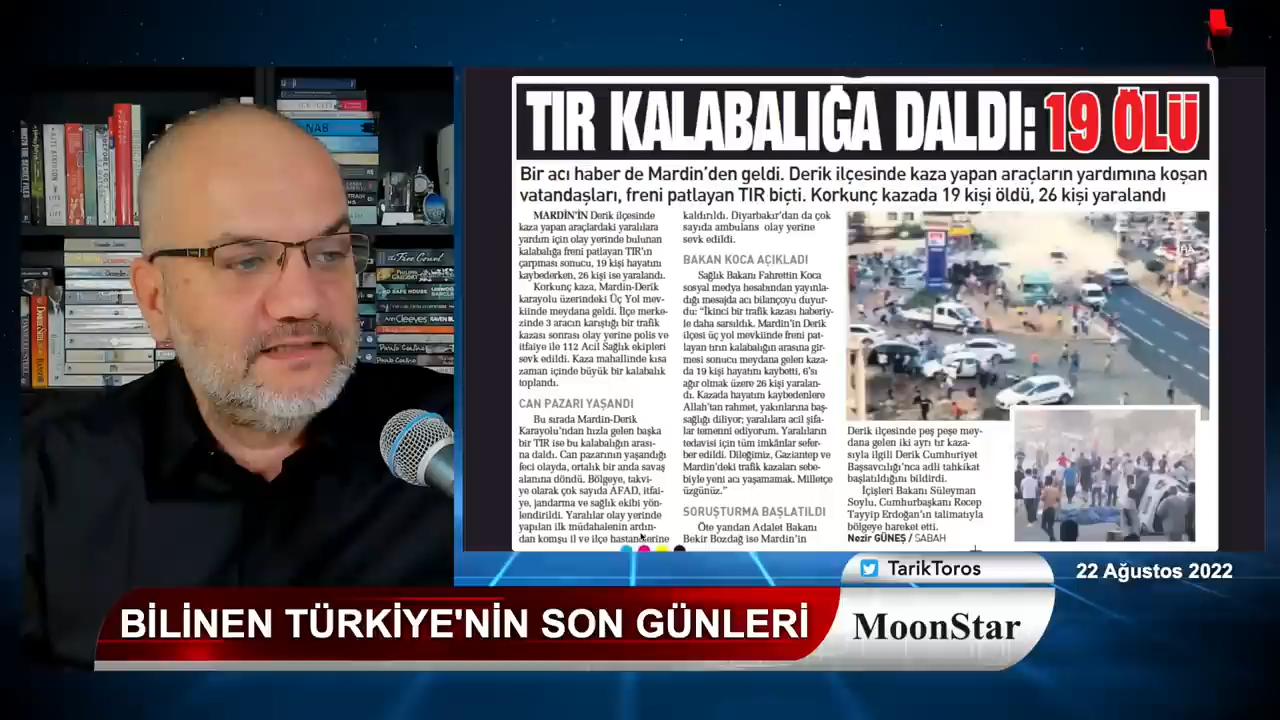 TIR KALABALIĞA DALDI: 19 ÖLÜ
Bir acı haber de Mardin'den geldi. Derik ilçesinde kaza yapan araçların yardımına koşan
vatandaşları, freni patlayan TIR biçti. Korkunç kazada 19 kişi öldü, 26 kişi yaralandı
MARDİN'İN Derik ilçesinde
kaza yapan araçlardaki yaralılara
yardım için olay yerinde bulunan
kalabalığa freni patlayan TIR'ın
çarpması sonucu, 19 kişi hayatını
kaybederken, 26 kişi ise yaralandı.
Korkunç kaza, Mardin-Derik
karayolu üzerindeki Üç Yol mev-
kiinde meydana geldi. İlçe merke-
zinde 3 aracın karıştığı bir trafik
kazası sonrası olay yerine polis ve
itfaiye ile 112 Acil Sağlık ekipleri
sevk edildi. Kaza mahallinde kısa
zaman içinde büyük bir kalabalık
toplandı.
CAN PAZARI YAŞANDI
Bu sırada Mardin-Derik
Karayolu'ndan hızla gelen başka
bir TIR ise bu kalabalığın arası-
na daldı. Can pazarının yaşandığı
feci olayda, ortalık bir anda savaş
alanına döndü. Bölgeye, takvi-
ye olarak çok sayıda AFAD, itfai-
ye, jandarma ve sağlık ekibi yön-
lendirildi. Yaralılar olay yerinde
yapılan ilk müdahalenin ardın-
dan komşu il ve ilçe hastanelerine
kaldırıldı. Diyarbakır'dan da çok
sayıda ambulans olay yerine
sevk edildi.
BAKAN KOCA AÇIKLADI
Sağlık Bakanı Fahrettin Koca
sosyal medya hesabından yayınla-
dığı mesajda acı bilançoyu duyur-
du: "İkinci bir trafik kazası haberiy-
le daha sarsıldık. Mardin'in Derik
ilçesi üç yol mevkiinde freni pat-
layan tırın kalabalığın arasına gir-
mesi sonucu meydana gelen kaza-
da 19 kişi hayatını kaybetti, 6'sı
ağır olmak üzere 26 kişi yaralan-
dı. Kazada hayatını kaybedenlere
Allah'tan rahmet, yakınlarına baş-
sağlığı diliyor; yaralılara acil şifa-
lar temenni ediyorum. Yaralıların
tedavisi için tüm imkânlar sefer-
ber edildi. Dileğimiz, Gaziantep ve
Mardin'deki trafik kazaları sebe-
biyle yeni acı yaşamamak. Milletçe
üzgünüz."
SORUŞTURMA BAŞLATILDI
Öte yandan Adalet Bakanı
Bekir Bozdağ ise Mardin'in
Derik ilçesinde peş peşe mey-
dana gelen iki ayrı tır kaza-
sıyla ilgili Derik Cumhuriyet
Başsavcılığı'nca adli tahkikat
başlatıldığını bildirdi.
İçişleri Bakanı Süleyman
Soylu, Cumhurbaşkanı Recep
Tayyip Erdoğan'ın talimatıyla
bölgeye hareket etti.
Nezir GÜNEŞ / SABAH
TarikToros
22 Ağustos 2022
BİLİNEN TÜRKİYE'NİN SON GÜNLERİ
MoonStar